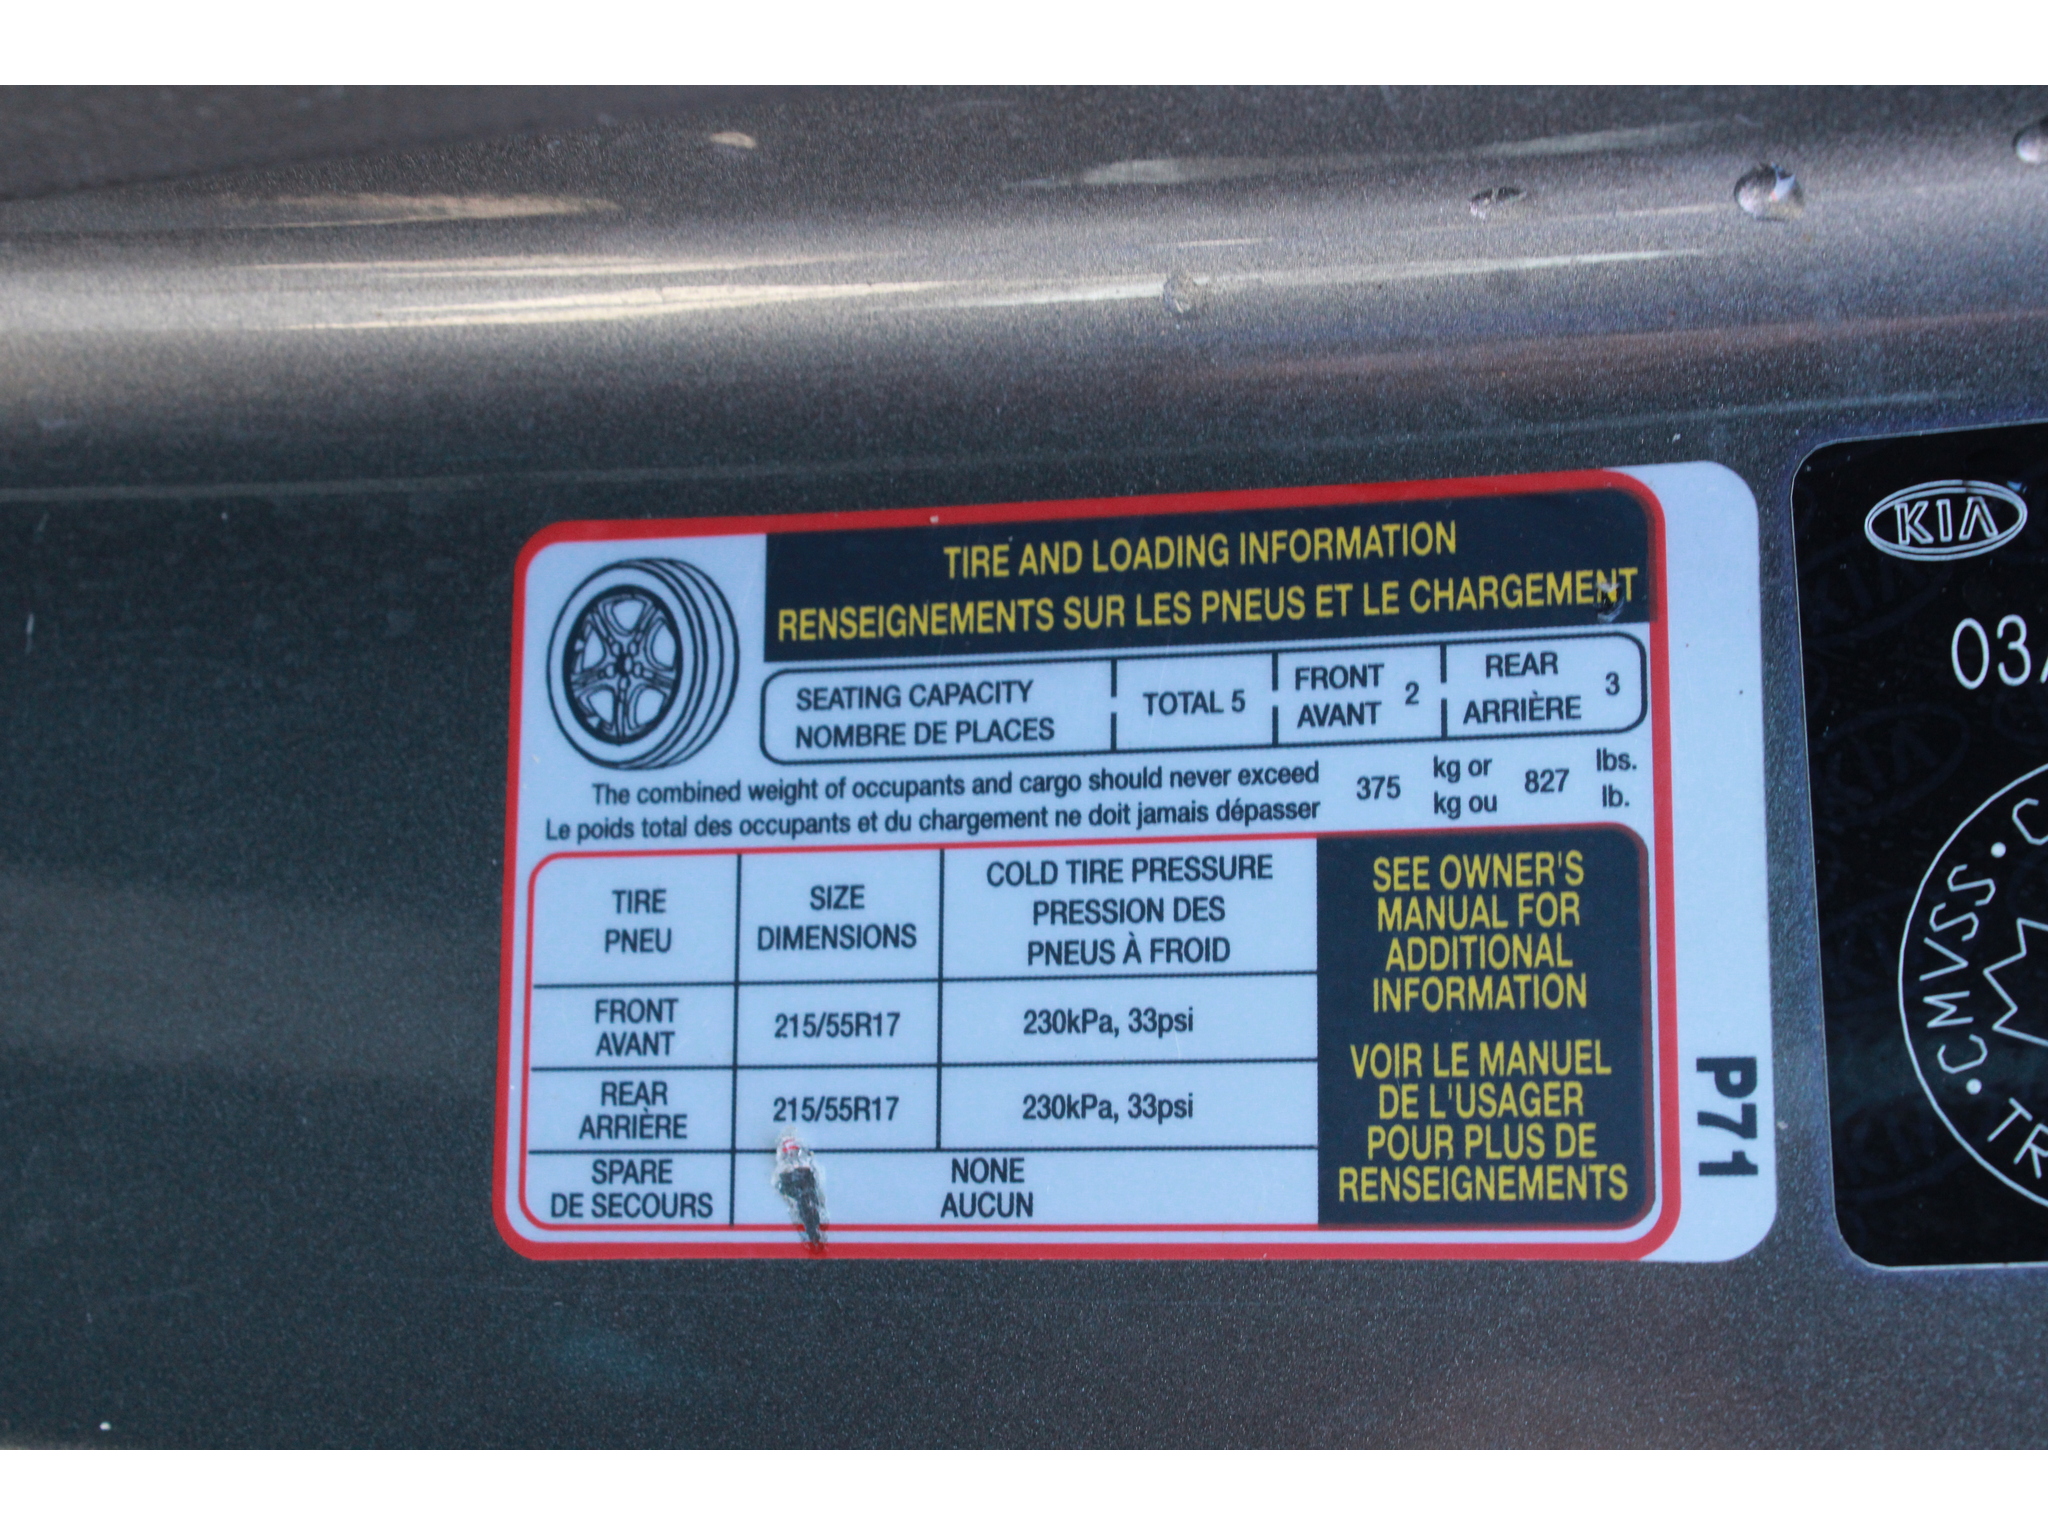 TIRE AND LOADING INFORMATION
RENSEIGNEMENTS SUR LES PNEUS ET LE CHARGEMENT
SEATING CAPACITY
NOMBRE DE PLACES
TOTAL 5
FRONT
AVANT
2
REAR
ARRIÈRE
3
The combined weight of occupants and cargo should never exceed 375 kg or 827 lbs.
Le poids total des occupants et du chargement ne doit jamais dépasser kg ou lb.
TIRE
PNEU
SIZE
DIMENSIONS
COLD TIRE PRESSURE
PRESSION DES
PNEUS À FROID
FRONT
AVANT
215/55R17
230kPa, 33psi
REAR
ARRIÈRE
215/55R17
230kPa, 33psi
SPARE
DE SECOURS
NONE
AUCUN
SEE OWNER'S
MANUAL FOR
ADDITIONAL
INFORMATION
VOIR LE MANUEL
DE L'USAGER
POUR PLUS DE
RENSEIGNEMENTS
P71
KIA
03/
CMVSS